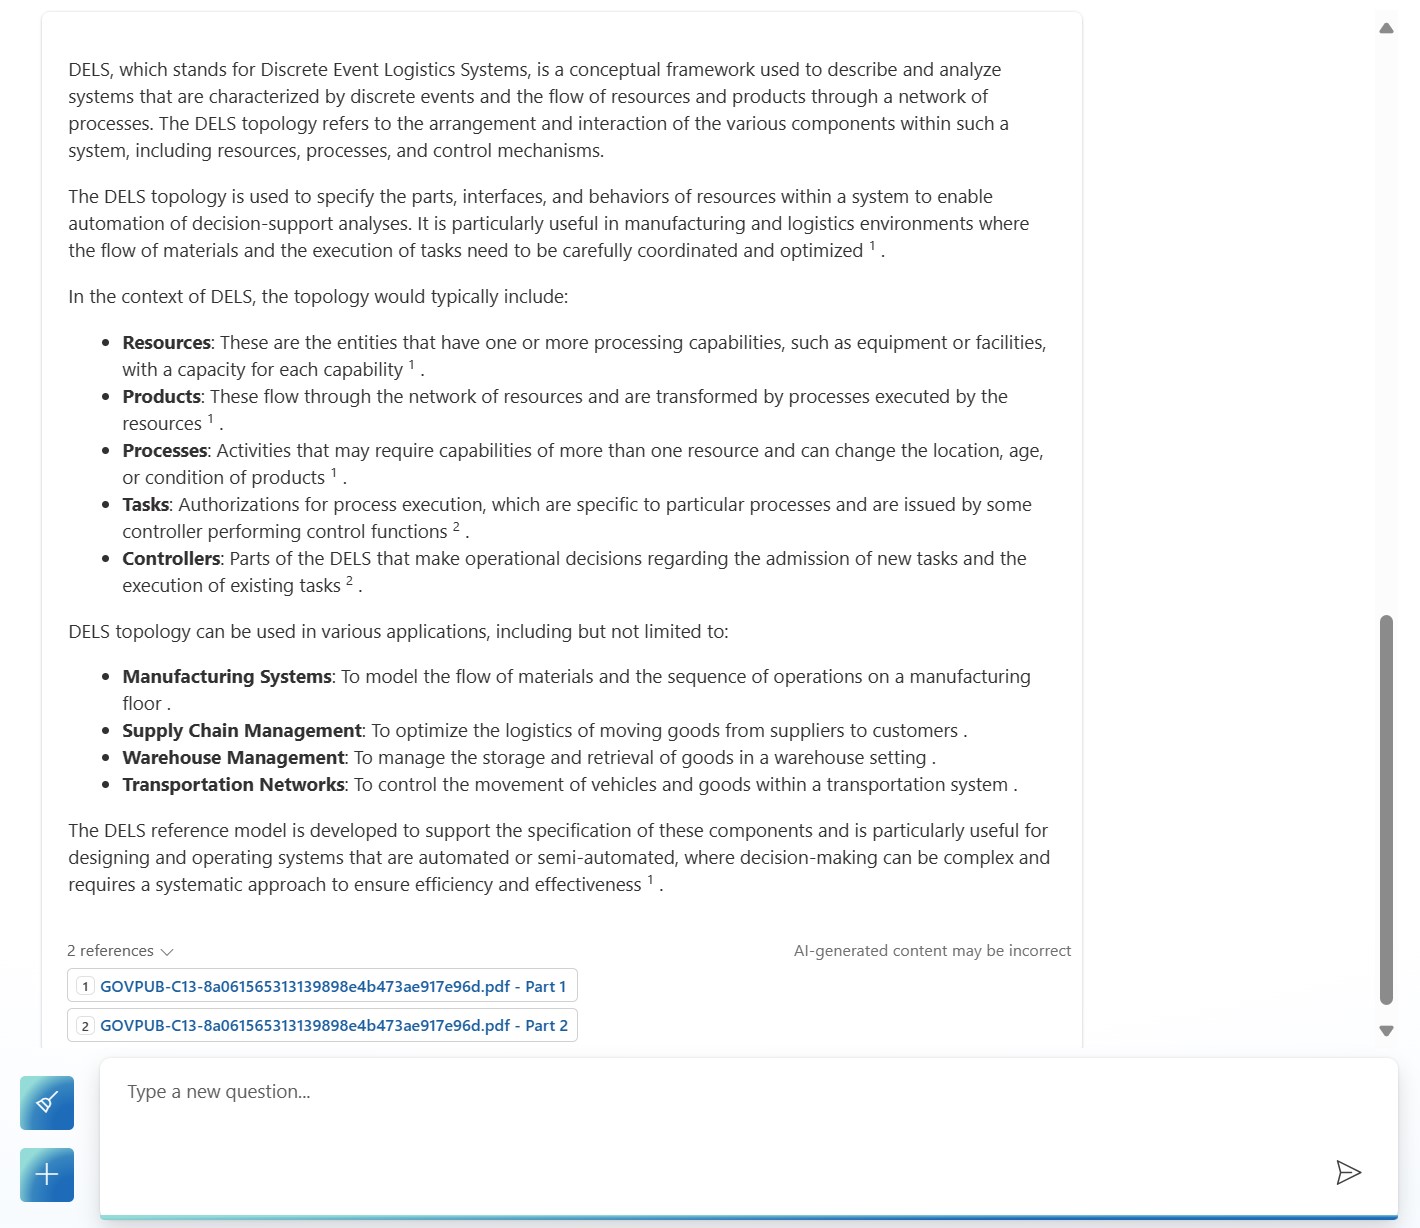 DELS, which stands for Discrete Event Logistics Systems, is a conceptual framework used to describe and analyze
systems that are characterized by discrete events and the flow of resources and products through a network of
processes. The DELS topology refers to the arrangement and interaction of the various components within such a
system, including resources, processes, and control mechanisms.
The DELS topology is used to specify the parts, interfaces, and behaviors of resources within a system to enable
automation of decision-support analyses. It is particularly useful in manufacturing and logistics environments where
the flow of materials and the execution of tasks need to be carefully coordinated and optimized 1 .
In the context of DELS, the topology would typically include:
• Resources: These are the entities that have one or more processing capabilities, such as equipment or facilities,
with a capacity for each capability 1 .
• Products: These flow through the network of resources and are transformed by processes executed by the
resources 1 .
• Processes: Activities that may require capabilities of more than one resource and can change the location, age,
or condition of products 1 .
• Tasks: Authorizations for process execution, which are specific to particular processes and are issued by some
controller performing control functions 2 .
• Controllers: Parts of the DELS that make operational decisions regarding the admission of new tasks and the
execution of existing tasks 2 .
DELS topology can be used in various applications, including but not limited to:
• Manufacturing Systems: To model the flow of materials and the sequence of operations on a manufacturing
floor .
• Supply Chain Management: To optimize the logistics of moving goods from suppliers to customers .
• Warehouse Management: To manage the storage and retrieval of goods in a warehouse setting .
• Transportation Networks: To control the movement of vehicles and goods within a transportation system .
The DELS reference model is developed to support the specification of these components and is particularly useful for
designing and operating systems that are automated or semi-automated, where decision-making can be complex and
requires a systematic approach to ensure efficiency and effectiveness 1 .
2 references
AI-generated content may be incorrect
1 GOVPUB-C13-8a061565313139898e4b473ae917e96d.pdf - Part 1
2 GOVPUB-C13-8a061565313139898e4b473ae917e96d.pdf - Part 2
Type a new question...